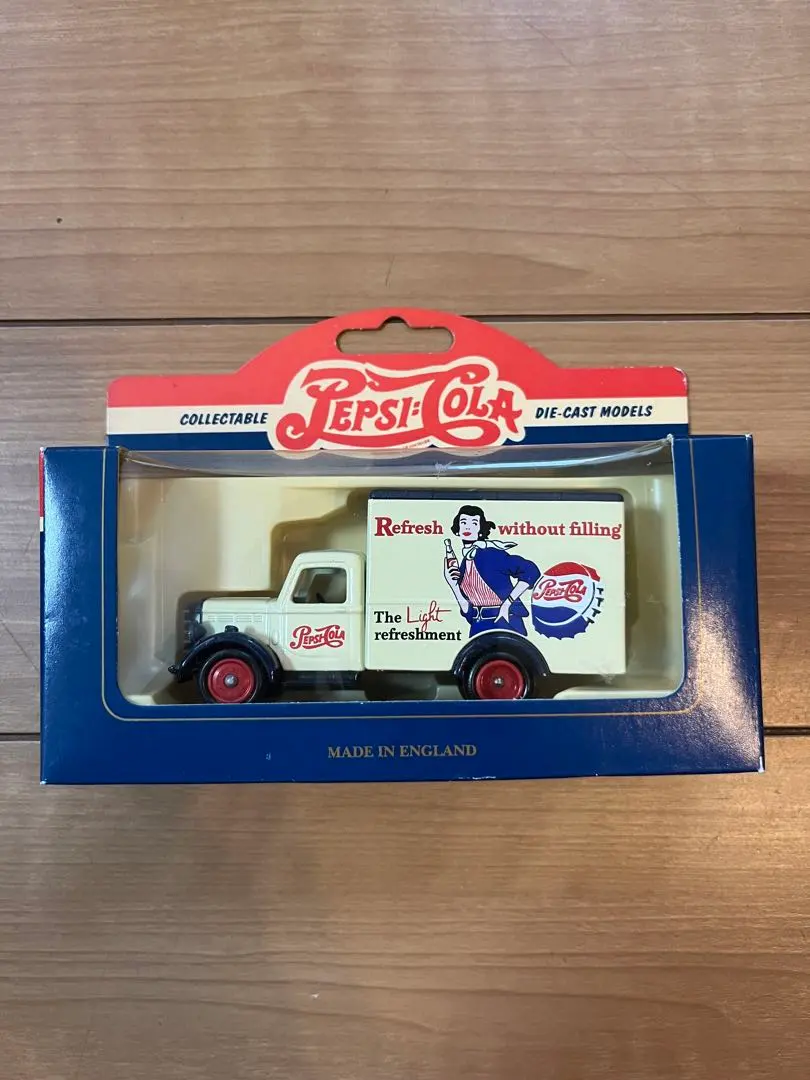 PEPSI:COLA
COLLECTABLE
DIE-CAST MODELS
Refresh without filling
PEPSI:COLA
The Light
refreshment
PEPSI:COLA
MADE IN ENGLAND